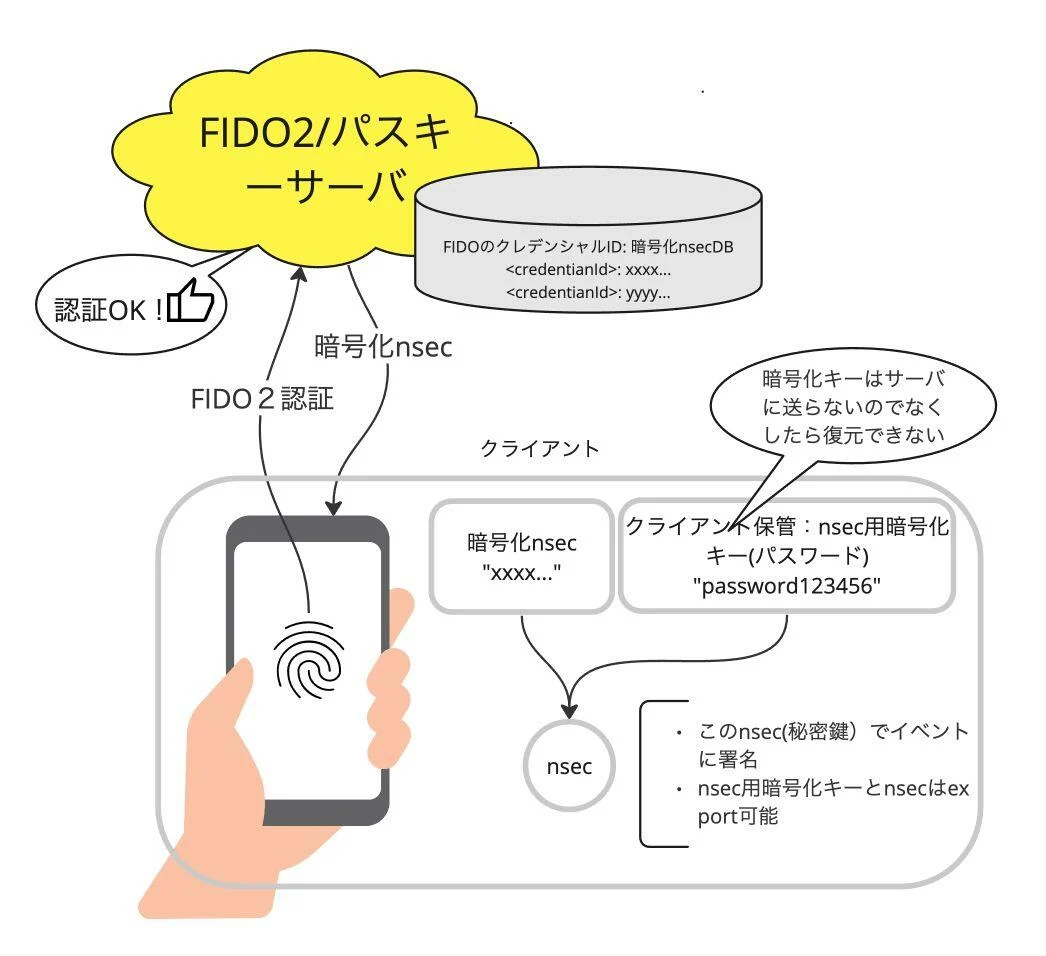 FIDO2/パスキ
ーサーバ
FIDOのクレデンシャルID: 暗号化nsecDB
<credentianId>: xxxx...
<credentianId>: yyyy...
認証OK！
暗号化nsec
FIDO２認証
暗号化キーはサーバ
に送らないのでなく
したら復元できない
クライアント
暗号化nsec
"xxxx..."
クライアント保管：nsec用暗号化
キー(パスワード)
"password123456"
nsec
・ このnsec(秘密鍵）でイベント
に署名
・ nsec用暗号化キーとnsecはex
port可能